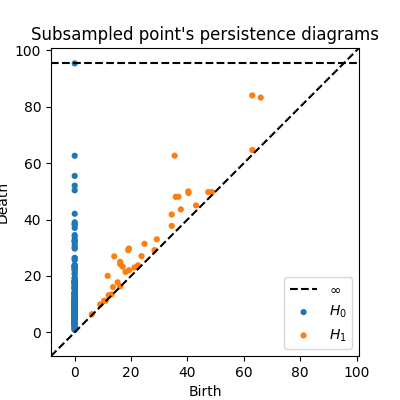 Subsampled point's persistence diagrams
100
80
60
40
20
0
Death
∞
H₀
H₁
0 20 40 60 80 100
Birth